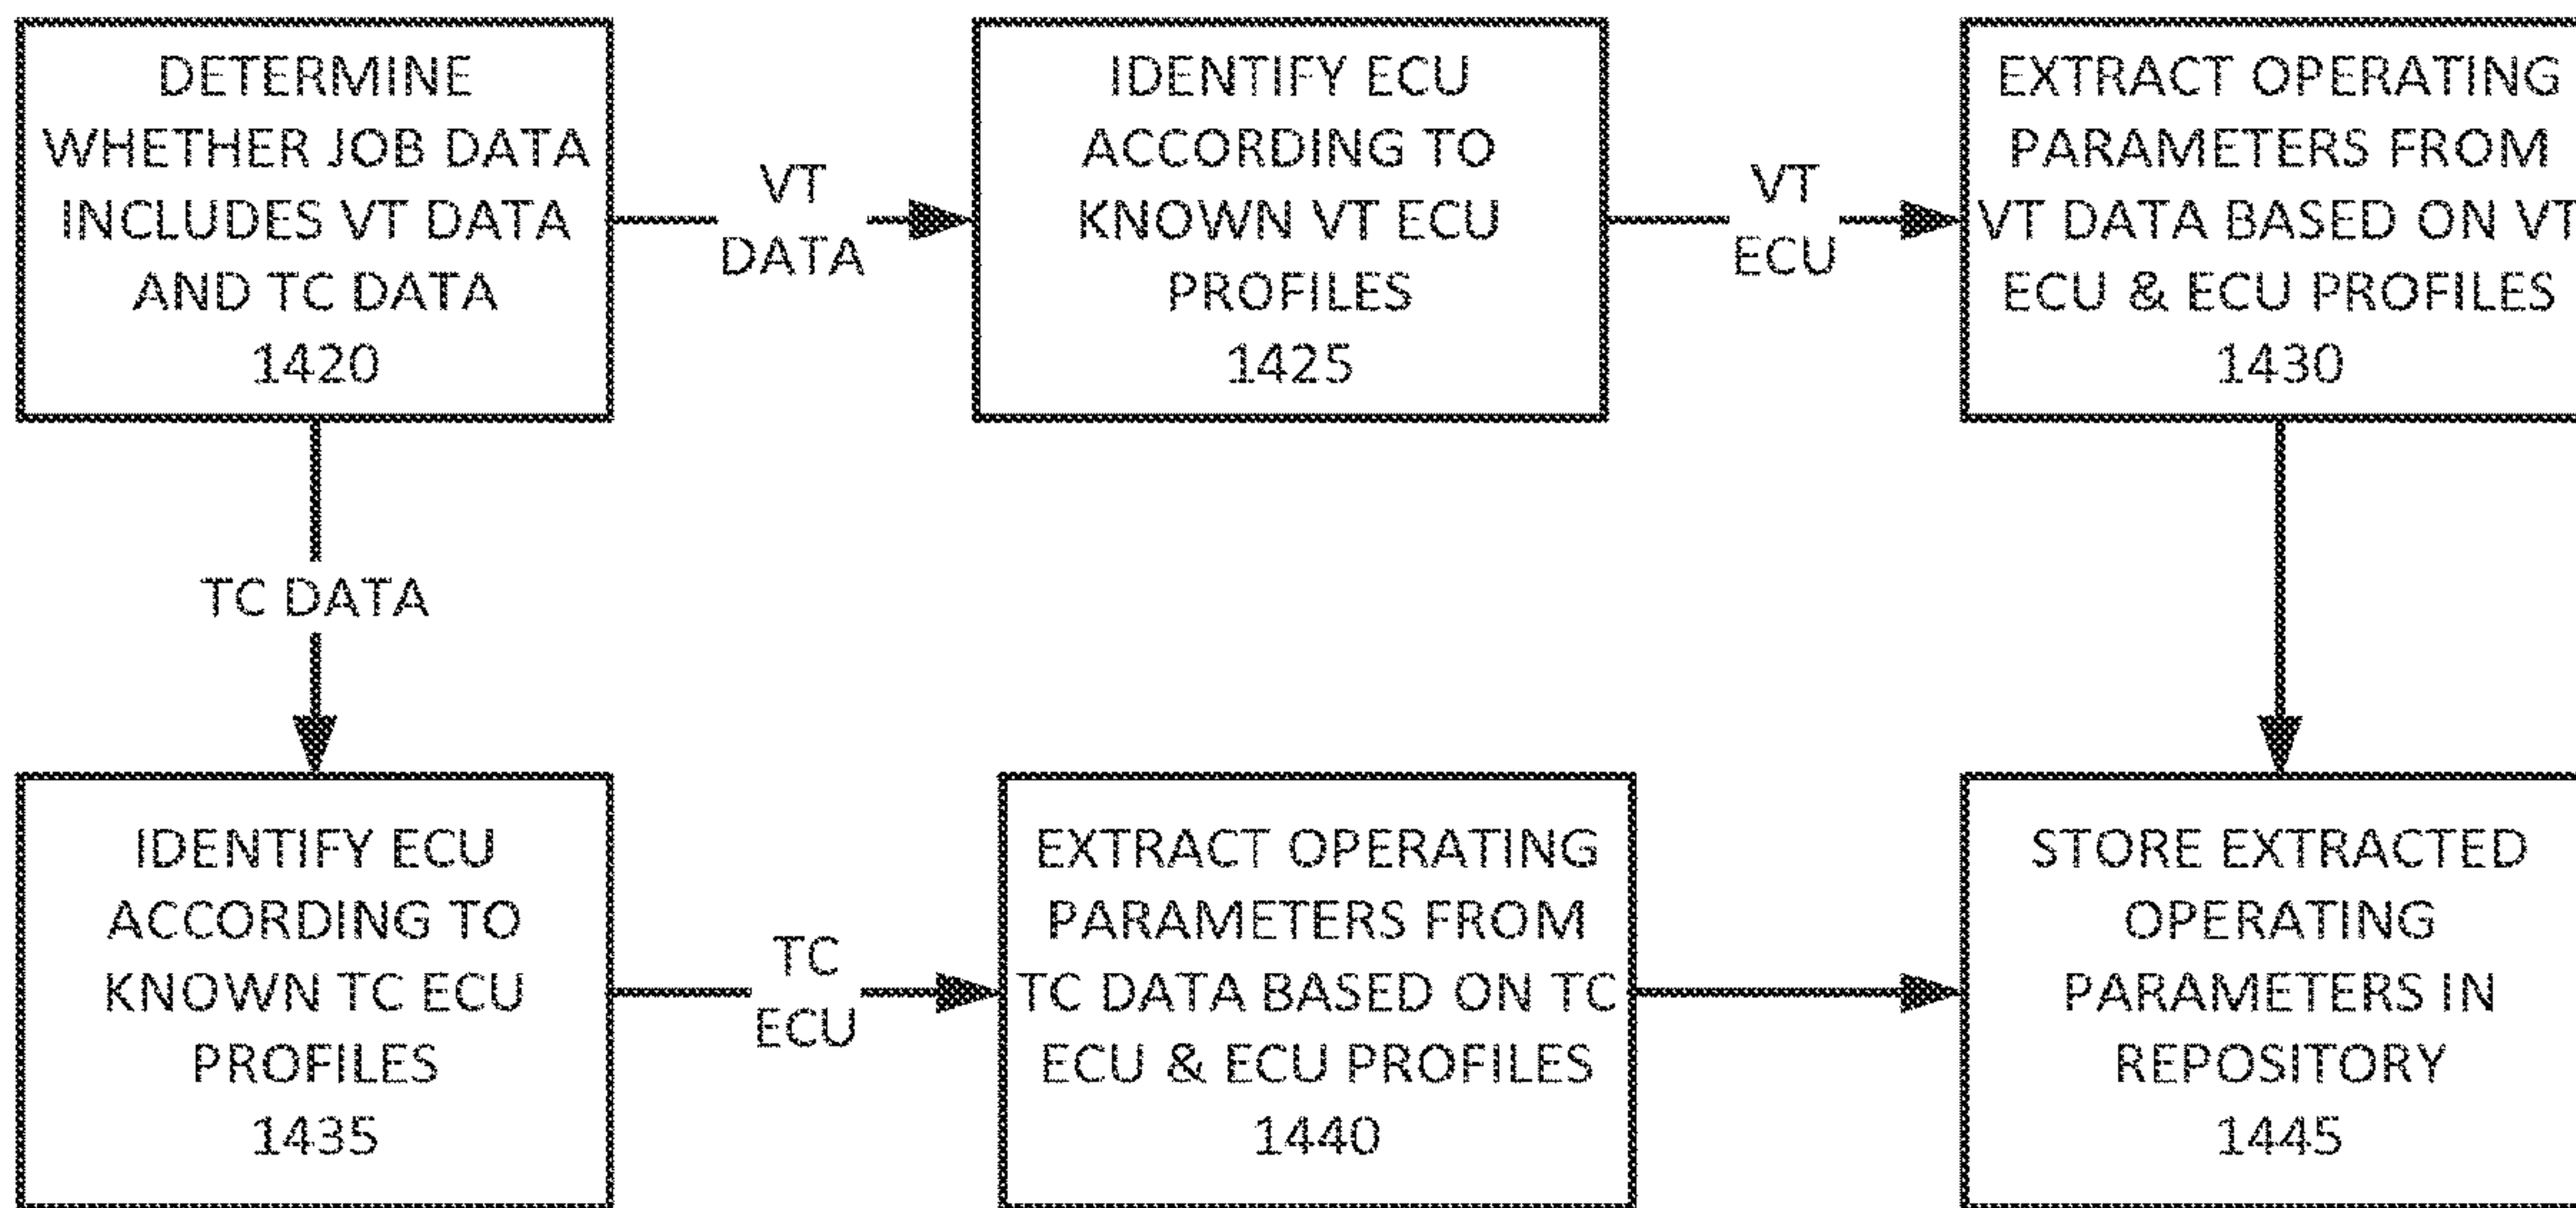 DETERMINE
WHETHER JOB DATA
INCLUDES VT DATA
AND TC DATA
1420
VT
DATA
IDENTIFY ECU
ACCORDING TO
KNOWN VT ECU
PROFILES
1425
VT
ECU
EXTRACT OPERATING
PARAMETERS FROM
VT DATA BASED ON VT
ECU & ECU PROFILES
1430
TC DATA
IDENTIFY ECU
ACCORDING TO
KNOWN TC ECU
PROFILES
1435
TC
ECU
EXTRACT OPERATING
PARAMETERS FROM
TC DATA BASED ON TC
ECU & ECU PROFILES
1440
STORE EXTRACTED
OPERATING
PARAMETERS IN
REPOSITORY
1445